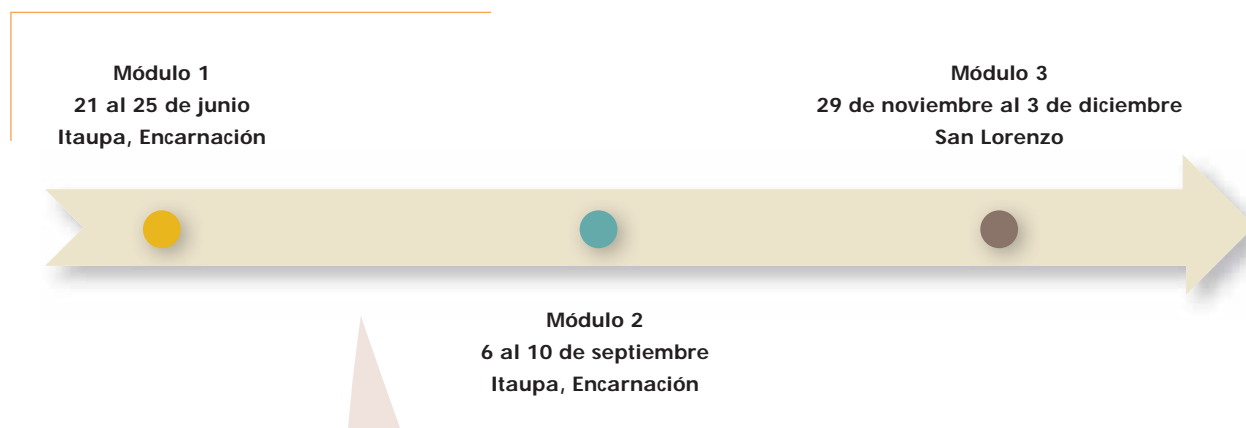 Módulo 1
21 al 25 de junio
Itaupa, Encarnación
Módulo 3
29 de noviembre al 3 de diciembre
San Lorenzo
Módulo 2
6 al 10 de septiembre
Itaupa, Encarnación